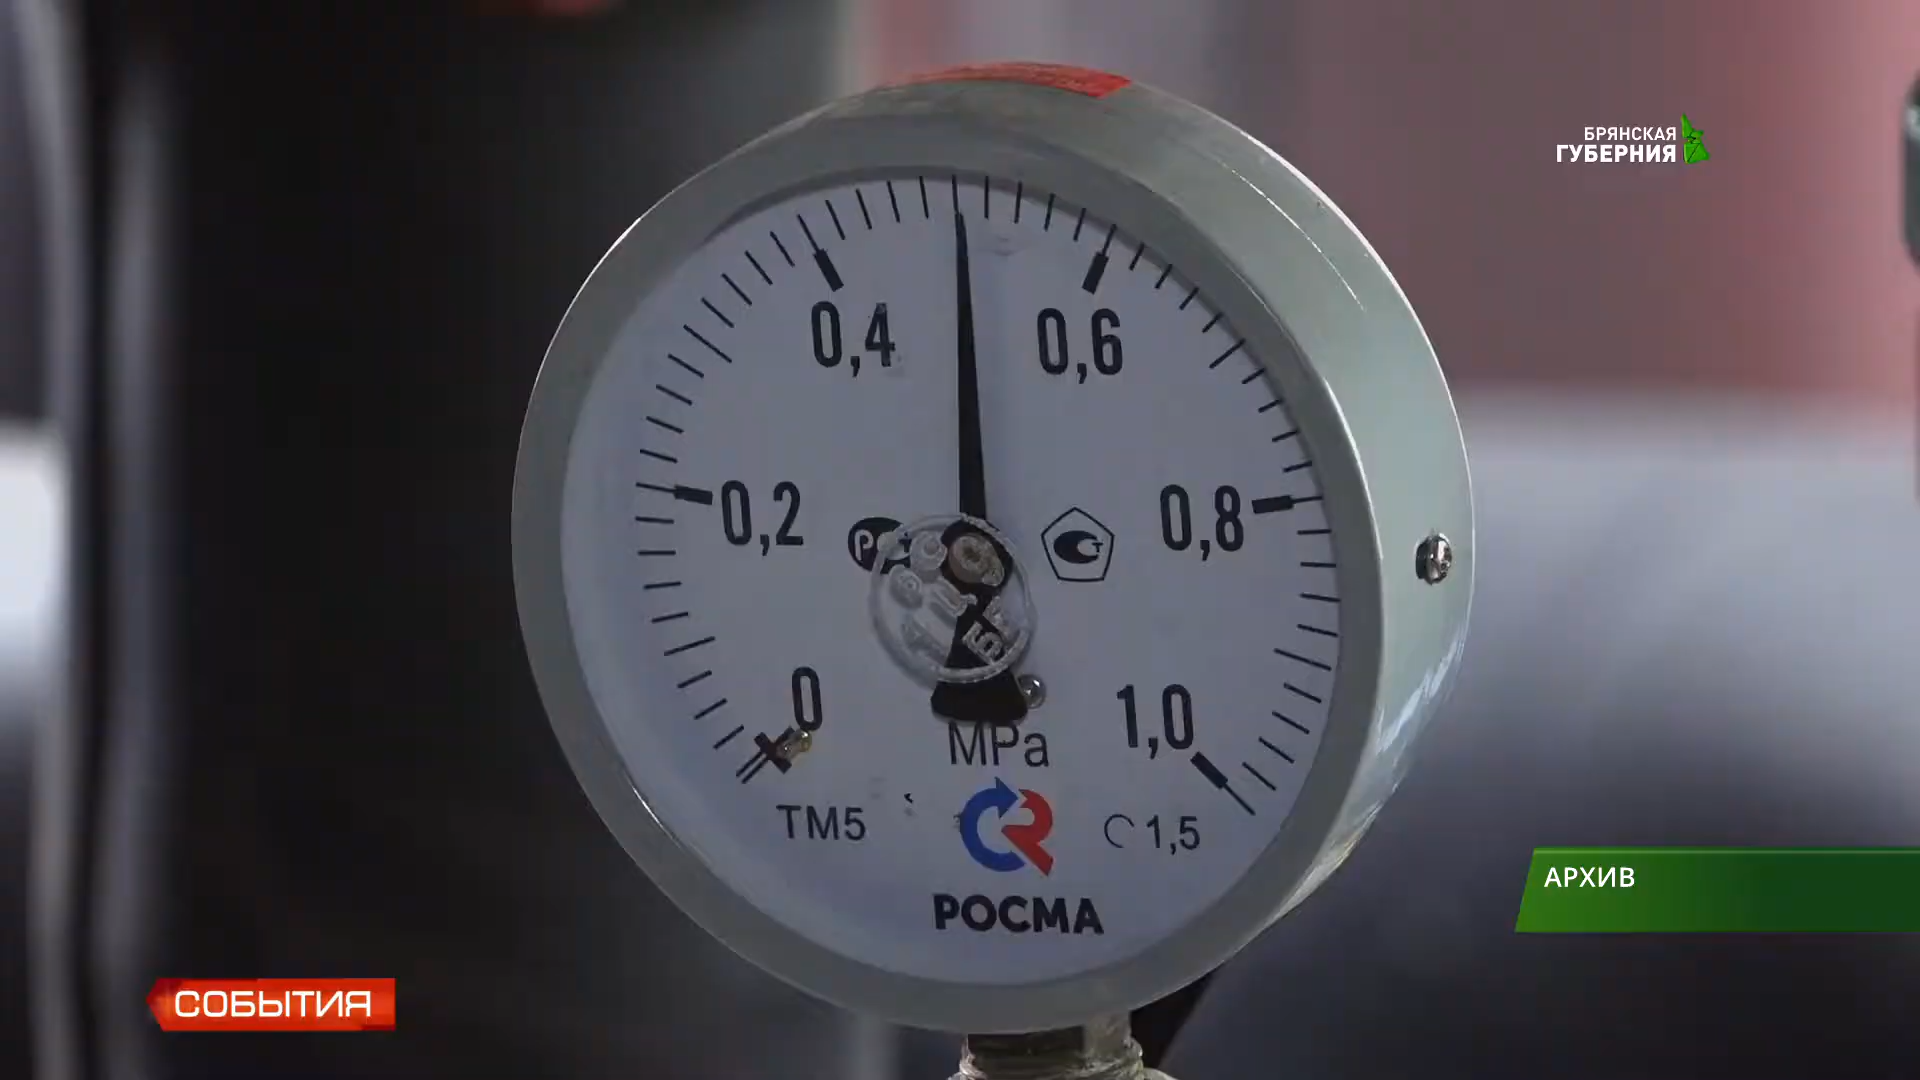 БРЯНСКАЯ
ГУБЕРНИЯ
0,4
0,6
0,2
0,8
0
1,0
MPa
ТМ5
1,5
РОСМА
АРХИВ
СОБЫТИЯ